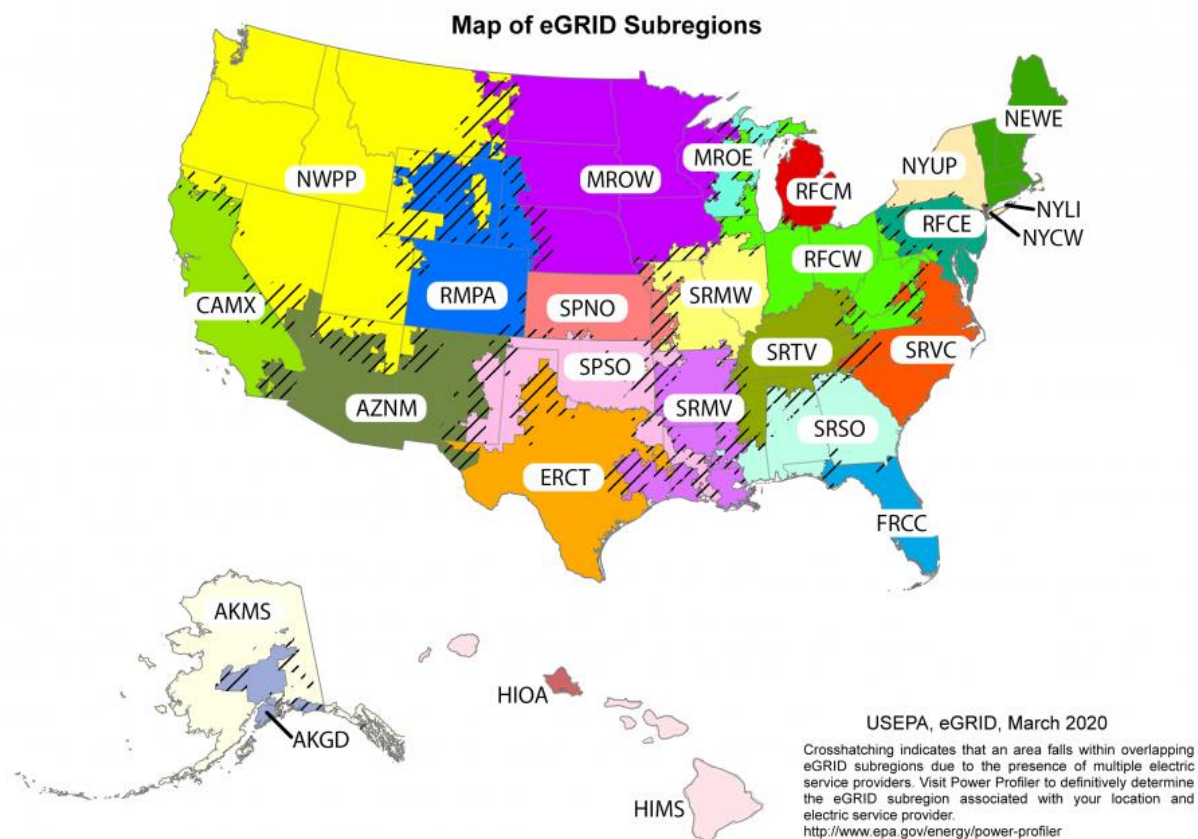 Map of eGRID Subregions
NEWE
MROE
NYUP
NWPP
MROW
RFCM
NYLI
RFCE
NYCW
RFCW
RMPA
SPNO
SRMW
CAMX
SRTV
SRVC
SPSO
AZNM
SRMV
SRSO
ERCT
FRCC
AKMS
HIOA
AKGD
HIMS
USEPA, eGRID, March 2020
Crosshatching indicates that an area falls within overlapping
eGRID subregions due to the presence of multiple electric
service providers. Visit Power Profiler to definitively determine
the eGRID subregion associated with your location and
electric service provider.
http://www.epa.gov/energy/power-profiler